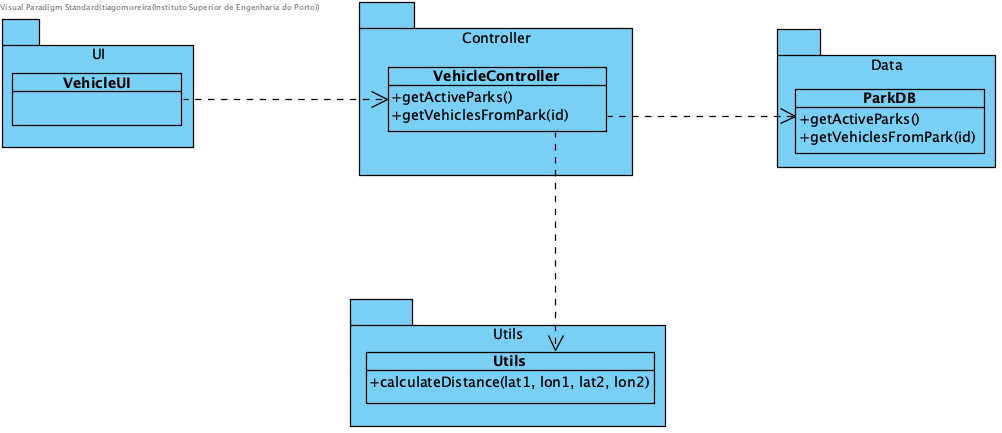 Visual Paradigm Standard(tiagomoreira(Instituto Superior de Engenharia do Porto))
UI
VehicleUI
Controller
VehicleController
+getActiveParks()
+getVehiclesFromPark(id)
Data
ParkDB
+getActiveParks()
+getVehiclesFromPark(id)
Utils
Utils
+calculateDistance(lat1, lon1, lat2, lon2)